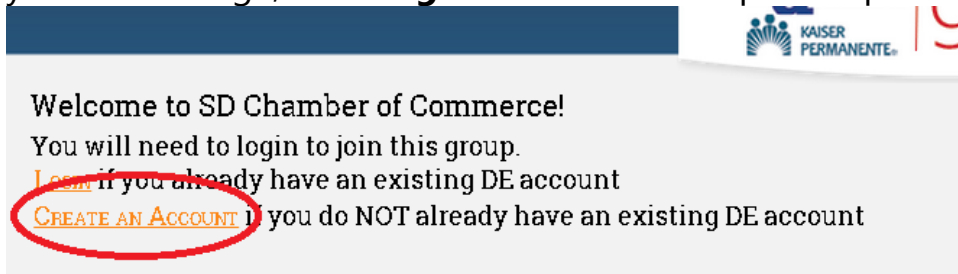 KAISER
PERMANENTE®
Welcome to SD Chamber of Commerce!
You will need to login to join this group.
Login if you already have an existing DE account
Create an Account if you do NOT already have an existing DE account